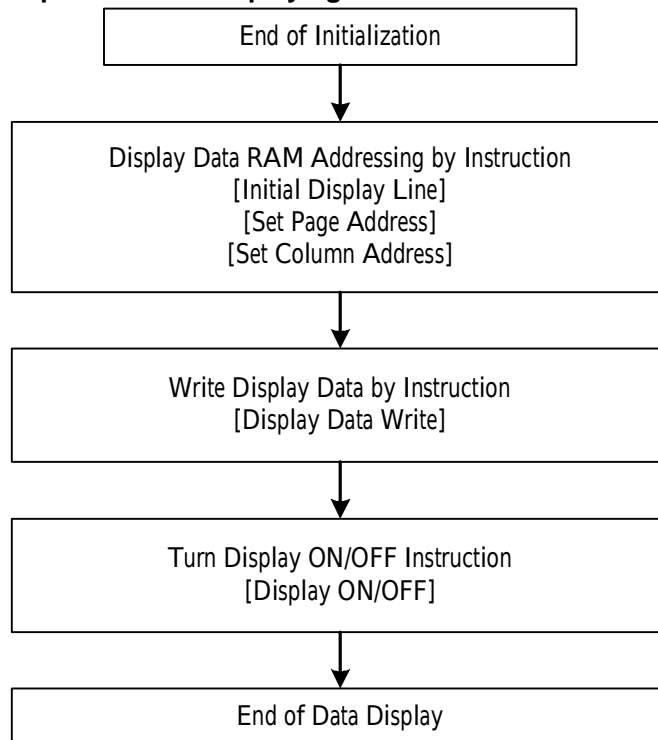 End of Initialization
Display Data RAM Addressing by Instruction
[Initial Display Line]
[Set Page Address]
[Set Column Address]
Write Display Data by Instruction
[Display Data Write]
Turn Display ON/OFF Instruction
[Display ON/OFF]
End of Data Display